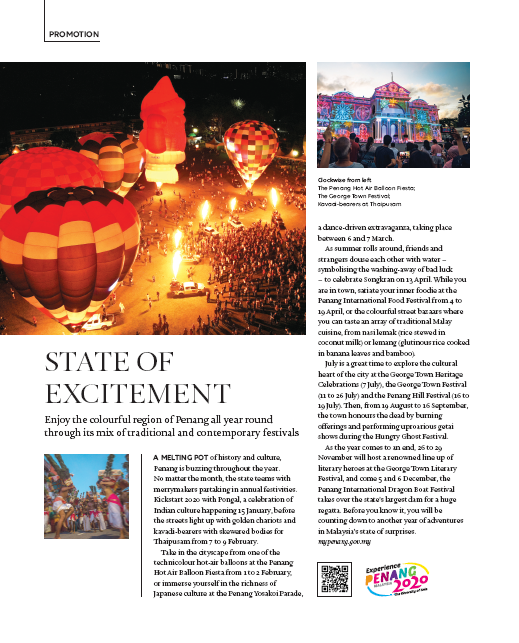 PROMOTION
Clockwise from left
The Penang Hot Air Balloon Fiesta;
The George Town Festival;
Kavadi-bearers at Thaipusam
STATE OF
EXCITEMENT
Enjoy the colourful region of Penang all year round
through its mix of traditional and contemporary festivals
A MELTING POT of history and culture,
Penang is buzzing throughout the year.
No matter the month, the state teems with
merrymakers partaking in annual festivities.
Kickstart 2020 with Pongal, a celebration of
Indian culture happening 15 January, before
the streets light up with golden chariots and
kavadi-bearers with skewered bodies for
Thaipusam from 7 to 9 February.
Take in the cityscape from one of the
technicolour hot-air balloons at the Penang
Hot Air Balloon Fiesta from 1 to 2 February,
or immerse yourself in the richness of
Japanese culture at the Penang Yosakoi Parade,
a dance-driven extravaganza, taking place
between 6 and 7 March.
As summer rolls around, friends and
strangers douse each other with water –
symbolising the washing-away of bad luck
– to celebrate Songkran on 13 April. While you
are in town, satiate your inner foodie at the
Penang International Food Festival from 4 to
19 April, or the colourful street bazaars where
you can taste an array of traditional Malay
cuisine, from nasi lemak (rice stewed in
coconut milk) or lemang (glutinous rice cooked
in banana leaves and bamboo).
July is a great time to explore the cultural
heart of the city at the George Town Heritage
Celebrations (7 July), the George Town Festival
(11 to 26 July) and the Penang Hill Festival (16 to
19 July). Then, from 19 August to 16 September,
the town honours the dead by burning
offerings and performing uproarious getai
shows during the Hungry Ghost Festival.
As the year comes to an end, 26 to 29
November will host a renowned line up of
literary heroes at the George Town Literary
Festival, and come 5 and 6 December, the
Penang International Dragon Boat Festival
takes over the state's largest dam for a huge
regatta. Before you know it, you will be
counting down to another year of adventures
in Malaysia's state of surprises.
mypenang.gov.my
Experience
PENANG
2020
The Diversity of Asia